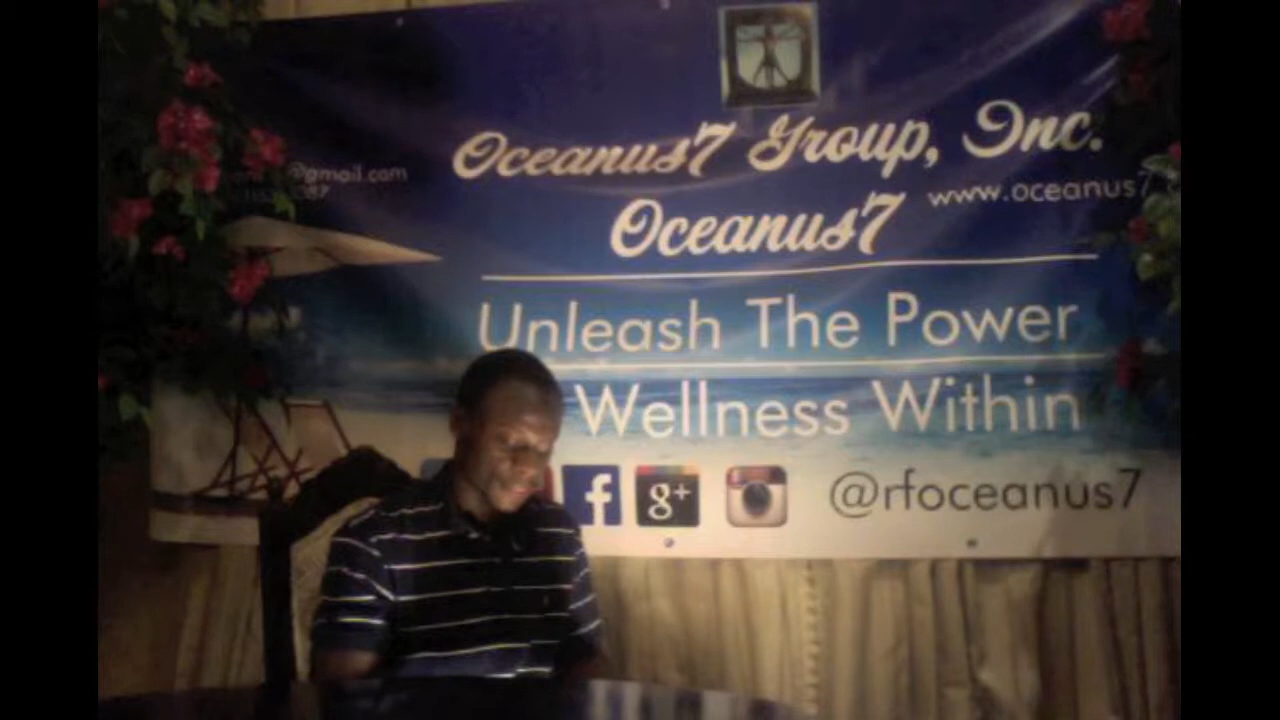 Oceanus7 Group, Inc.
@gmail.com
www.oceanus7
Oceanus7
Unleash The Power
Wellness Within
f
g+
@rfoceanus7